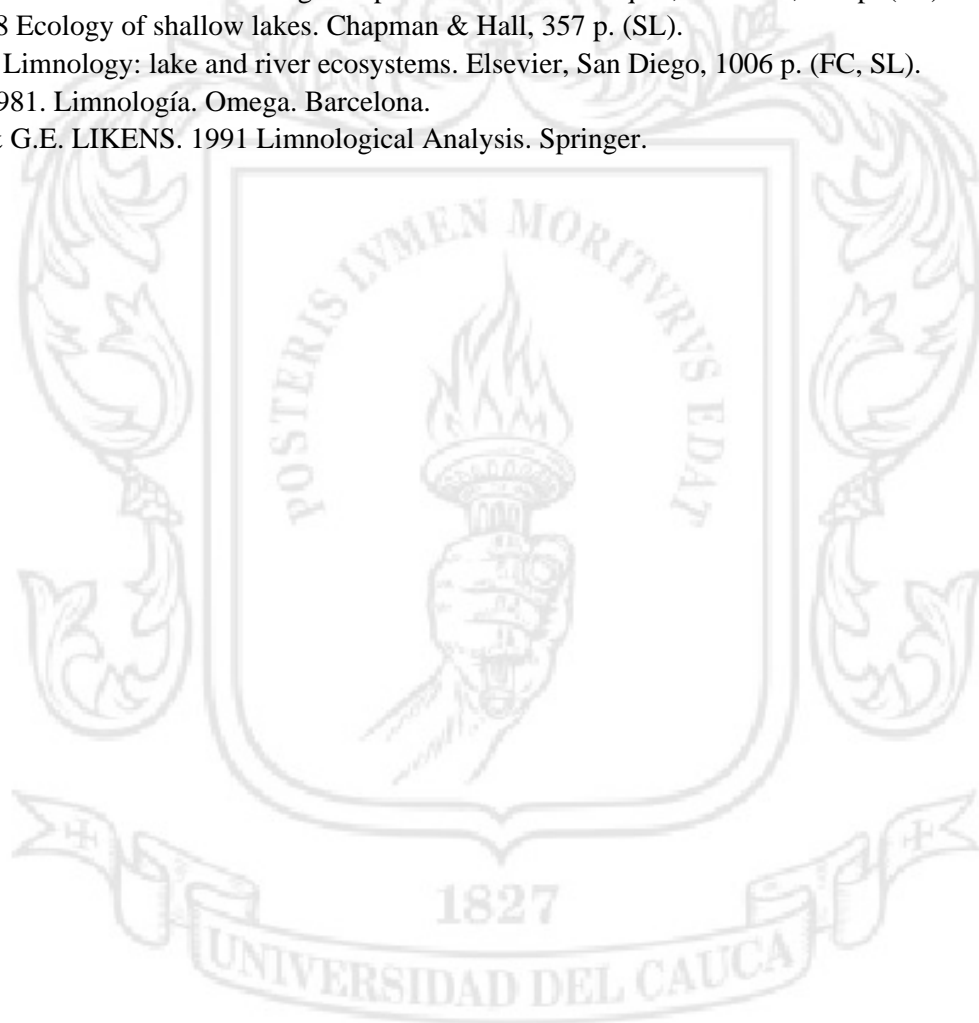 8 Ecology of shallow lakes. Chapman & Hall, 357 p. (SL).
Limnology: lake and river ecosystems. Elsevier, San Diego, 1006 p. (FC, SL).
981. Limnología. Omega. Barcelona.
G.E. LIKENS. 1991 Limnological Analysis. Springer.
POSTERIS LVMEN MORITVRVS EDAT
1827
UNIVERSIDAD DEL CAUCA